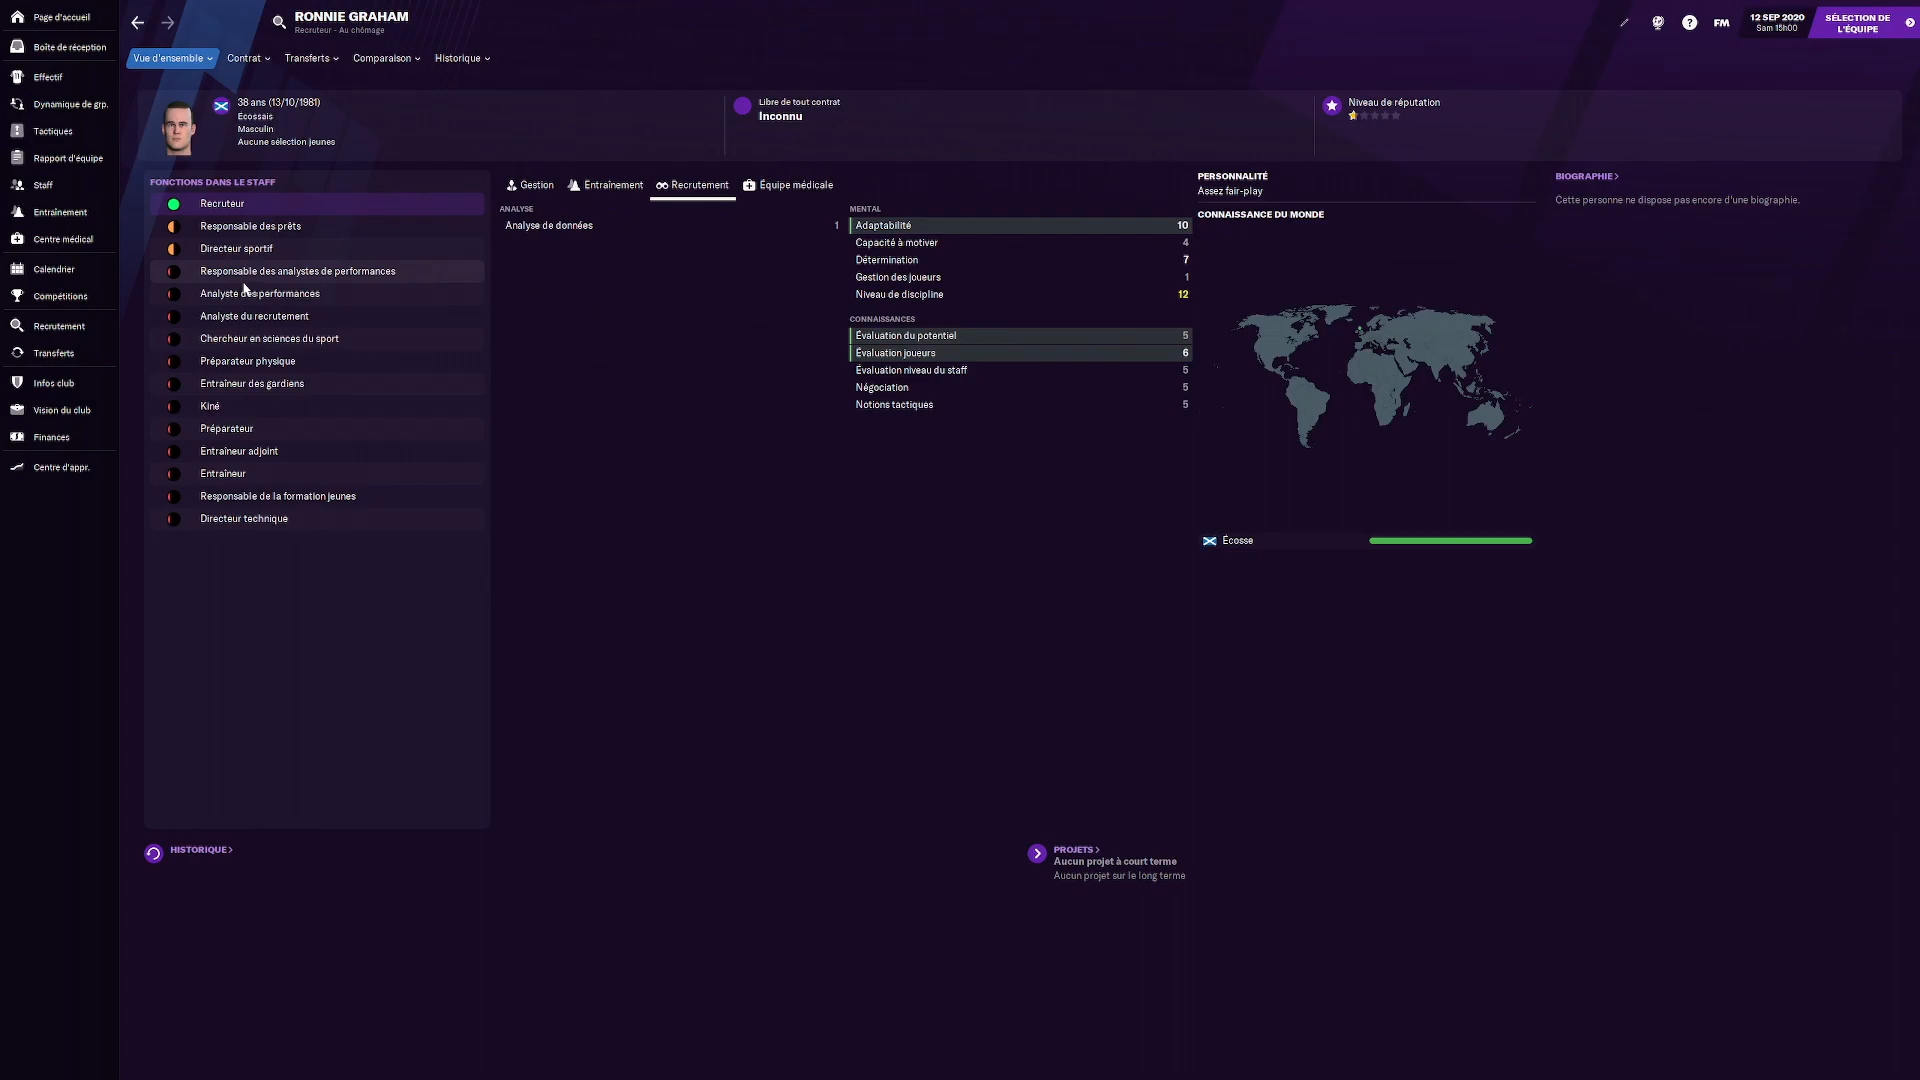 Page d'accueil
Boîte de réception
Effectif
Dynamique de grp.
Tactiques
Rapport d'équipe
Staff
Entraînement
Centre médical
Calendrier
Compétitions
Recrutement
Transferts
Infos club
Vision du club
Finances
Centre d'appr.
RONNIE GRAHAM
Recruteur - Au chômage
FM
12 SEP 2020
Sam 15h00
SÉLECTION DE
L'ÉQUIPE
Vue d'ensemble
Contrat
Transferts
Comparaison
Historique
38 ans (13/10/1981)
Ecossais
Masculin
Aucune sélection jeunes
Libre de tout contrat
Inconnu
Niveau de réputation
FONCTIONS DANS LE STAFF
Recruteur
Responsable des prêts
Directeur sportif
Responsable des analystes de performances
Analyste des performances
Analyste du recrutement
Chercheur en sciences du sport
Préparateur physique
Entraîneur des gardiens
Kiné
Préparateur
Entraîneur adjoint
Entraîneur
Responsable de la formation jeunes
Directeur technique
Gestion
Entraînement
Recrutement
Équipe médicale
ANALYSE
Analyse de données 1
MENTAL
Adaptabilité 10
Capacité à motiver 4
Détermination 7
Gestion des joueurs 1
Niveau de discipline 12
CONNAISSANCES
Évaluation du potentiel 5
Évaluation joueurs 6
Évaluation niveau du staff 5
Négociation 5
Notions tactiques 5
PERSONNALITÉ
Assez fair-play
CONNAISSANCE DU MONDE
Écosse
BIOGRAPHIE >
Cette personne ne dispose pas encore d'une biographie.
HISTORIQUE >
PROJETS >
Aucun projet à court terme
Aucun projet sur le long terme